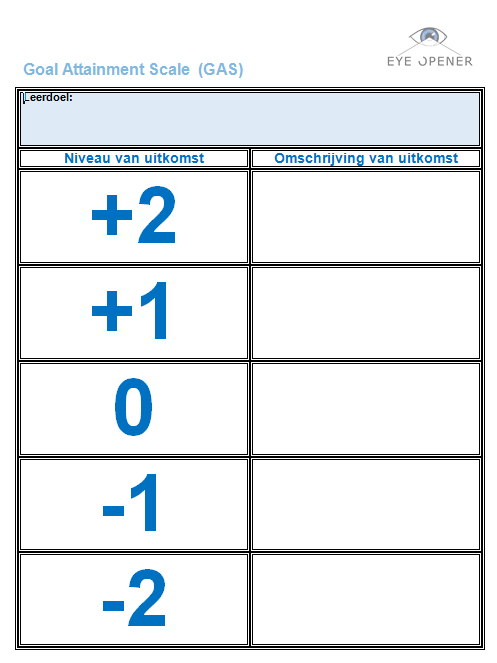 EYE OPENER
Goal Attainment Scale (GAS)
Leerdoel:
Niveau van uitkomst Omschrijving van uitkomst
+2
+1
0
-1
-2